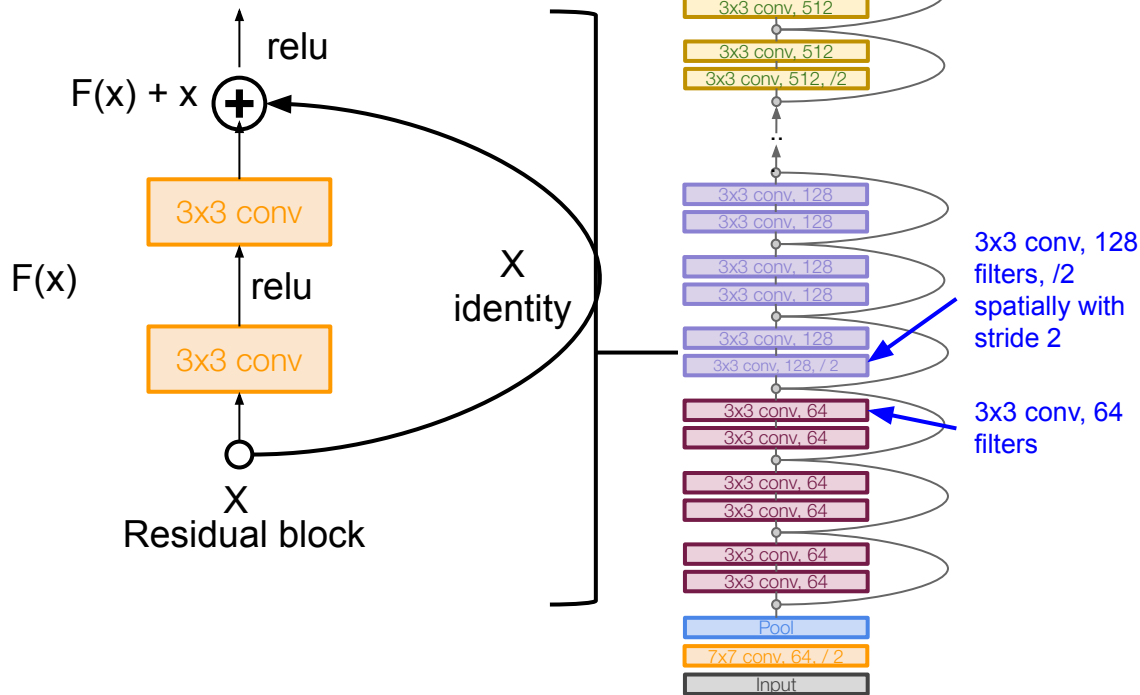 relu
F(x) + x
3x3 conv
F(x)
relu
X
identity
3x3 conv
X
Residual block
3x3 conv, 512
3x3 conv, 512
3x3 conv, 512, /2
..
.
3x3 conv, 128
3x3 conv, 128
3x3 conv, 128
3x3 conv, 128
3x3 conv, 128
3x3 conv, 128, / 2
3x3 conv, 64
3x3 conv, 64
3x3 conv, 64
3x3 conv, 64
3x3 conv, 64
3x3 conv, 64
Pool
7x7 conv, 64, / 2
Input
3x3 conv, 128
filters, /2
spatially with
stride 2
3x3 conv, 64
filters